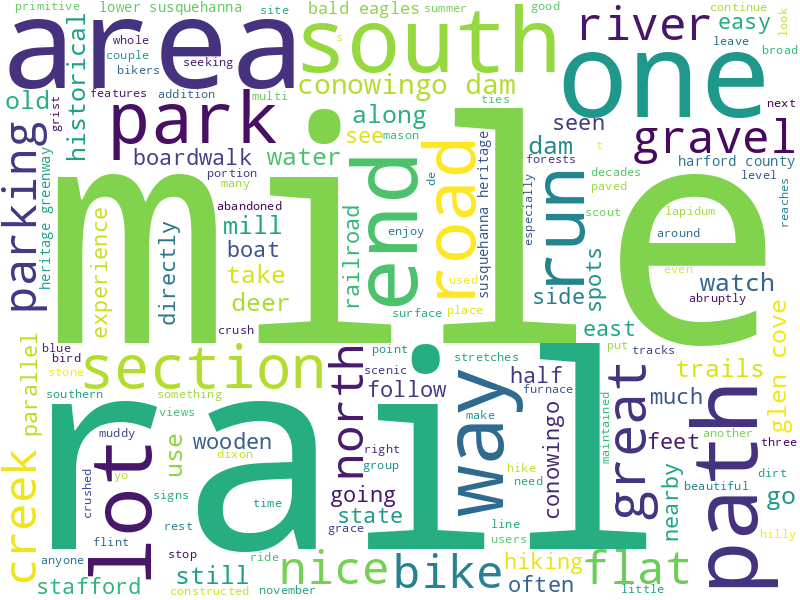 primitive
lower susquehanna
site
bald eagles
summer
good
continue
area
south
river
easy
look
historical
whole
couple
bikers
seeking
addition
s
leave
broad
one
old
features
grist
park
multi
conowingo dam
ties
along
next
gravel
see
mason
seen
boardwalk
water
dam
forests
t
harford county
level
parking
heritage greenway
portion
many
mile
end
de
road
susquehanna heritage
especially
run
decades
paved
scout
lapidum
reaches
abandoned
experience
directly
mill
boat
take
deer
crush
railroad
enjoy
surface
used
place
side
spots
around
even
watch
abruptly
east
put
tracks
glen cove
blue
bird
stone
section
parallel
southern
something
views
north
point
scenic
follow
stretches
furnace
make
half
way
conowingo
great
trails
much
path
another
three
feet
maintained
creek
lot
muddy
crushed
yo
use
wooden
dixon
rail
right
group
going
hike
need
nearby
dirt
beautiful
go
hilly
signs
time
state
line
users
flint
rest
anyone
stop
grace
stafford
still
constructed
ride
november
nice
bike
hiking
often
flat
little